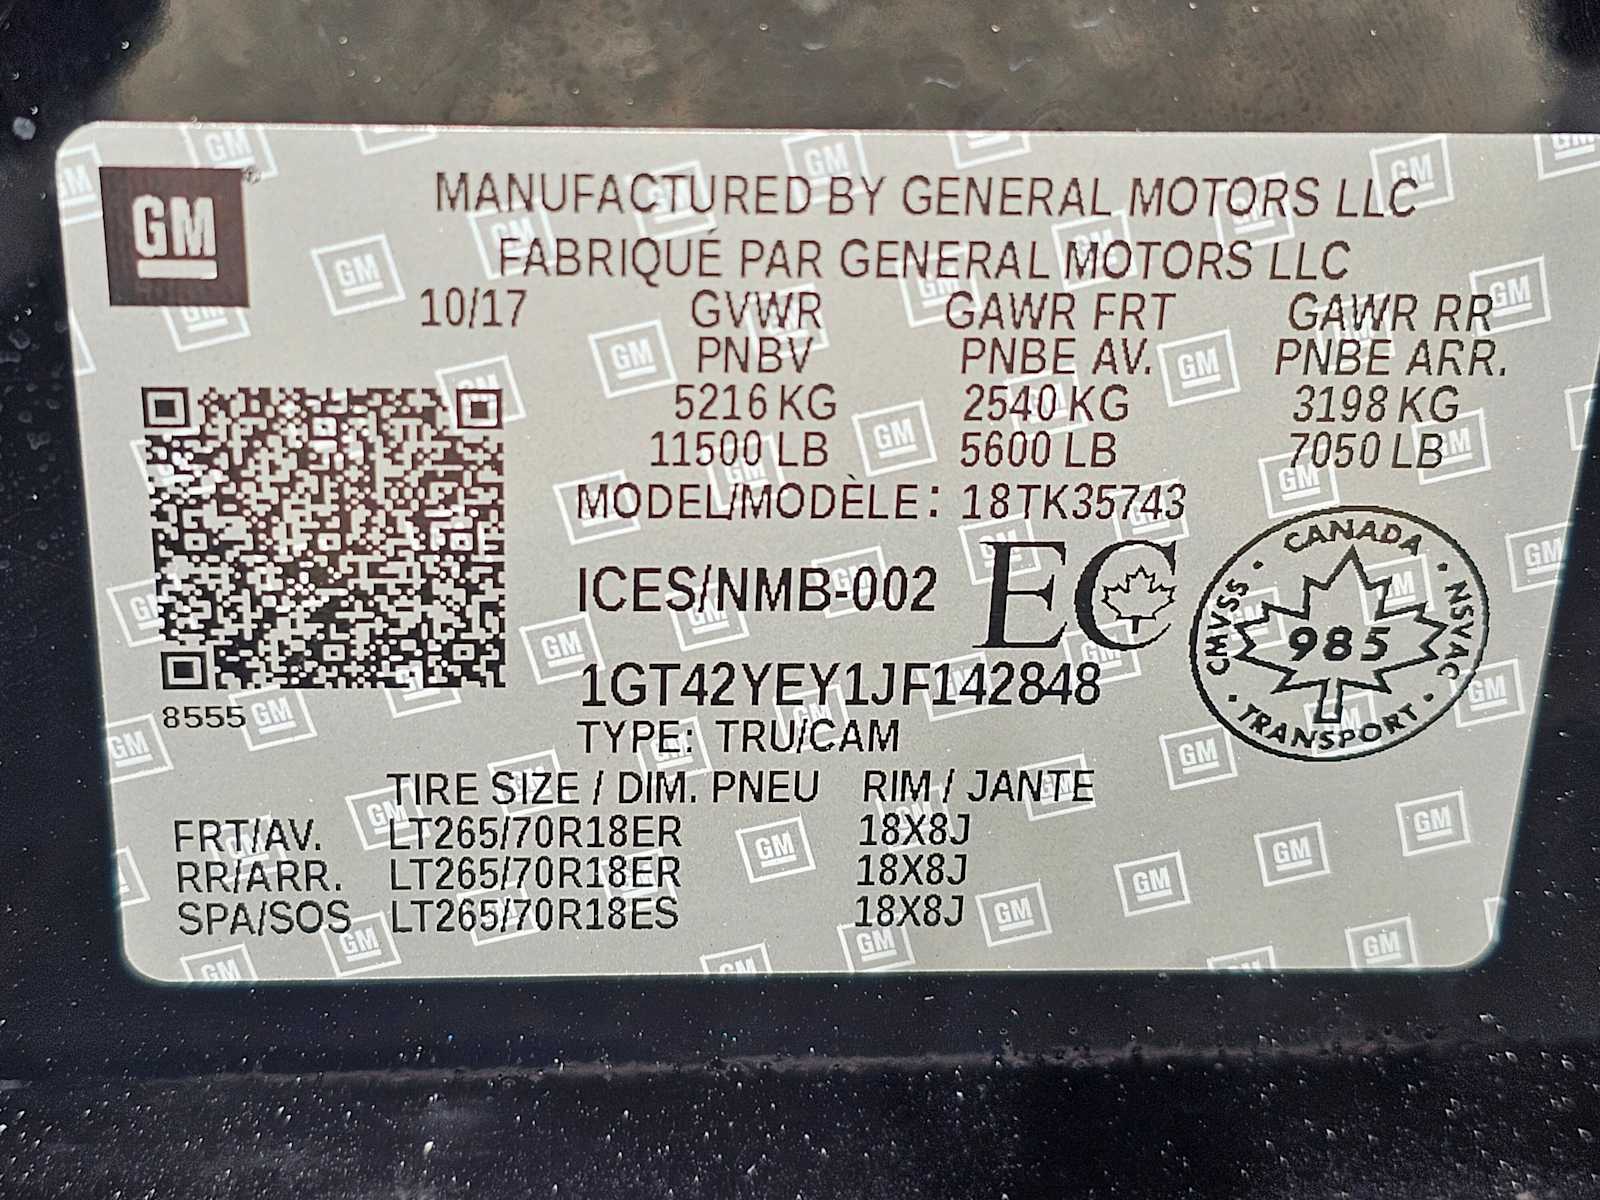 GM
MANUFACTURED BY GENERAL MOTORS LLC
FABRIQUÉ PAR GENERAL MOTORS LLC
10/17 GVWR GAWR FRT GAWR RR
PNBV PNBE AV. PNBE ARR.
5216 KG 2540 KG 3198 KG
11500 LB 5600 LB 7050 LB
MODEL/MODÈLE: 18TK35743
ICES/NMB-002 EC
CANADA
CMVSS · NSVAC
985
TRANSPORT
1GT42YEY1JF142848
8555
TYPE: TRU/CAM
TIRE SIZE / DIM. PNEU RIM / JANTE
FRT/AV. LT265/70R18ER 18X8J
RR/ARR. LT265/70R18ER 18X8J
SPA/SOS LT265/70R18ES 18X8J